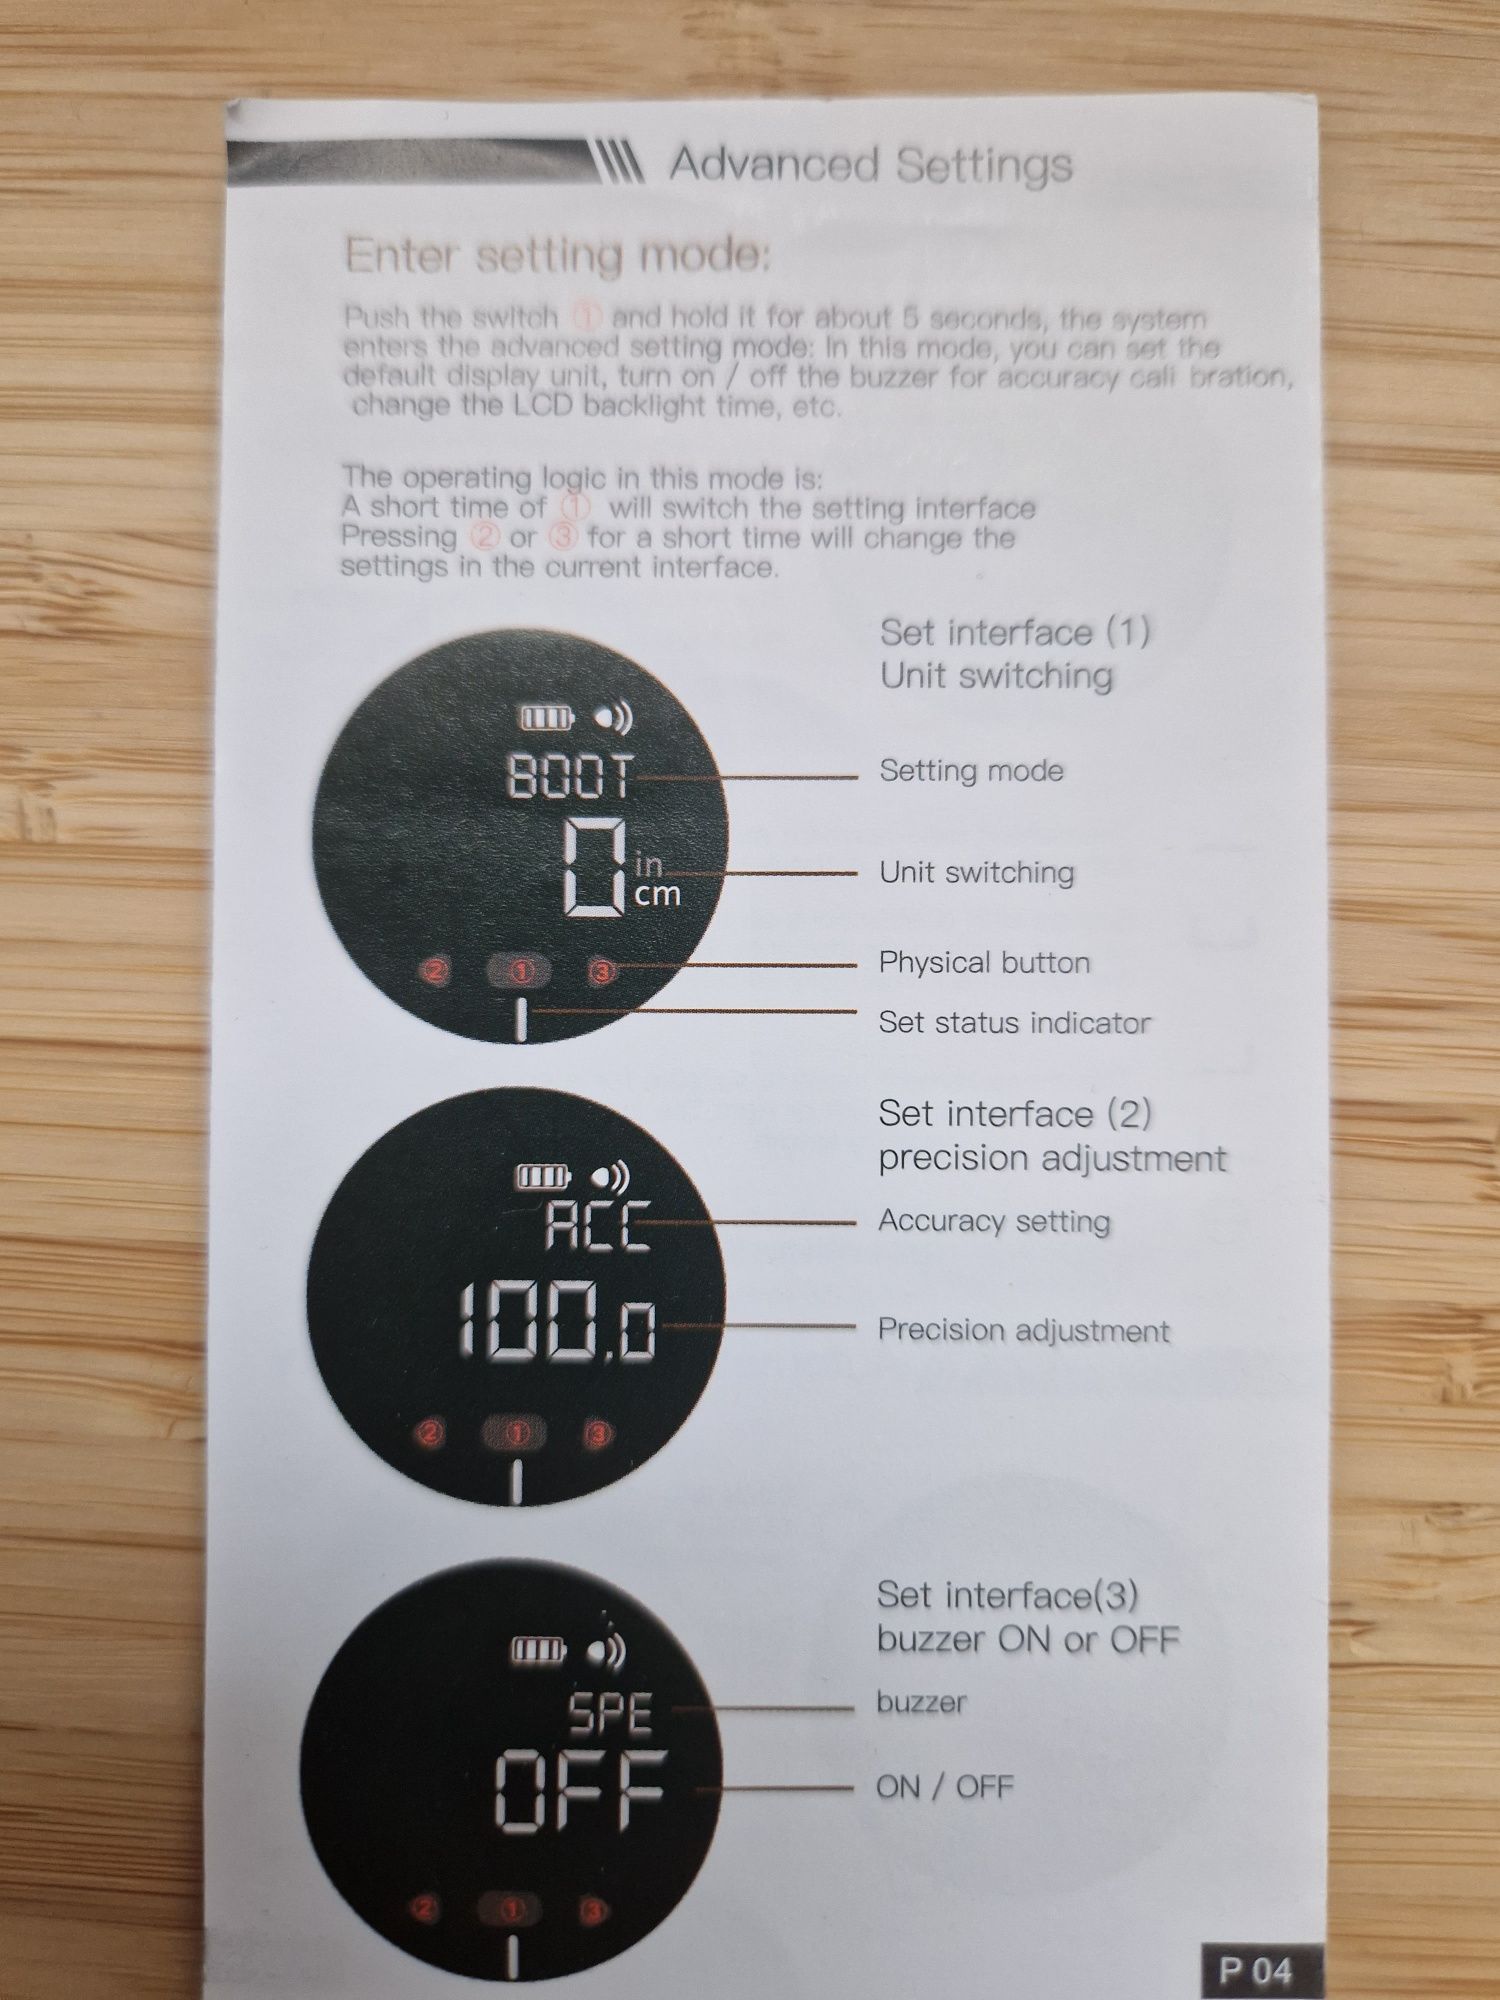 Advanced Settings
Enter setting mode:
Push the switch ① and hold it for about 5 seconds, the system
enters the advanced setting mode: In this mode, you can set the
default display unit, turn on / off the buzzer for accuracy cali bration,
change the LCD backlight time, etc.
The operating logic in this mode is:
A short time of ① will switch the setting interface
Pressing ② or ③ for a short time will change the
settings in the current interface.
Set interface (1)
Unit switching
BOOT
Setting mode
0 in
cm
Unit switching
② ① ③
Physical button
Set status indicator
Set interface (2)
precision adjustment
ACC
Accuracy setting
100.0
Precision adjustment
② ① ③
Set interface(3)
buzzer ON or OFF
SPE
buzzer
OFF
ON / OFF
② ① ③
P 04